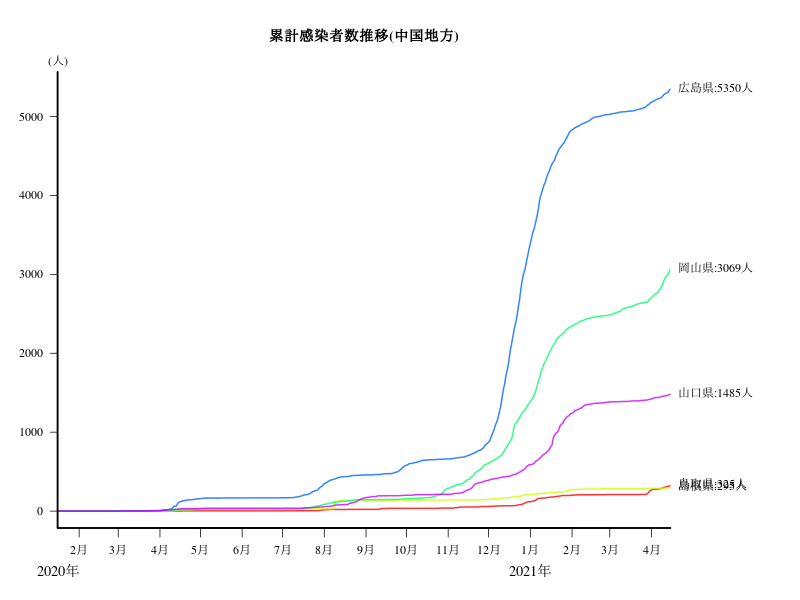 累計感染者数推移(中国地方)
(人)
広島県:5350人
5000
4000
岡山県:3069人
3000
2000
山口県:1485人
1000
0
2月 3月 4月 5月 6月 7月 8月 9月 10月 11月 12月 1月 2月 3月 4月
2020年 2021年